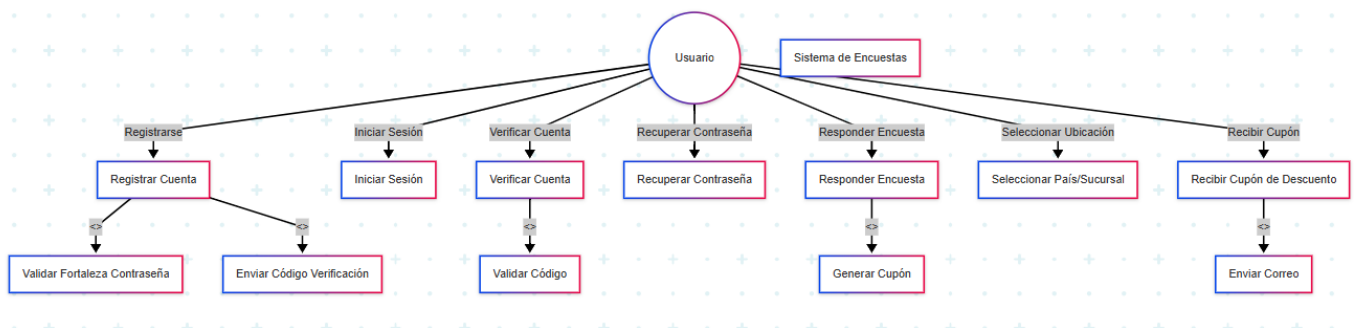 Usuario
Sistema de Encuestas
Registrarse
Iniciar Sesión
Verificar Cuenta
Recuperar Contraseña
Responder Encuesta
Seleccionar Ubicación
Recibir Cupón
Registrar Cuenta
Iniciar Sesión
Verificar Cuenta
Recuperar Contraseña
Responder Encuesta
Seleccionar País/Sucursal
Recibir Cupón de Descuento
<>
<>
<>
<>
<>
Validar Fortaleza Contraseña
Enviar Código Verificación
Validar Código
Generar Cupón
Enviar Correo